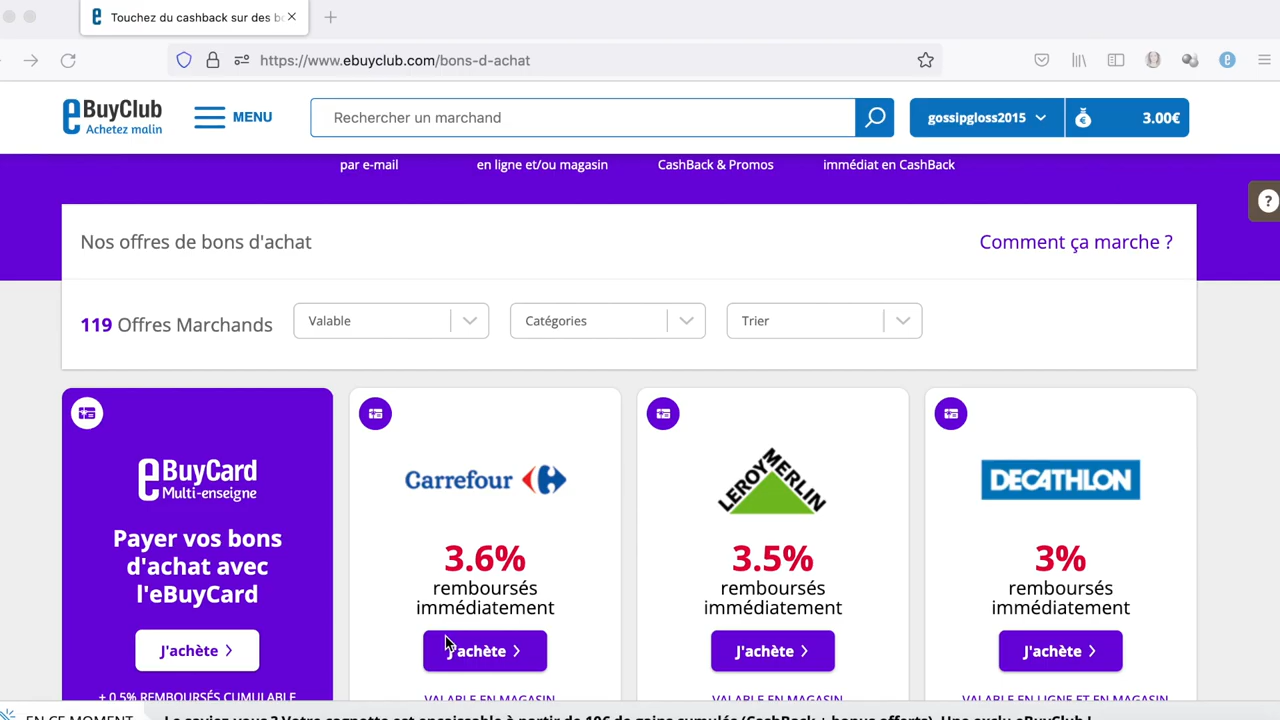 Touchez du cashback sur des b
https://www.ebuyclub.com/bons-d-achat
eBuyClub
Achetez malin
MENU
Rechercher un marchand
gossipgloss2015
3.00€
par e-mail
en ligne et/ou magasin
CashBack & Promos
immédiat en CashBack
?
Nos offres de bons d'achat
Comment ça marche ?
119 Offres Marchands
Valable
Catégories
Trier
eBuyCard
Multi-enseigne
Payer vos bons
d'achat avec
l'eBuyCard
J'achète
+ 0.5% REMBOURSÉS CUMULABLE
Carrefour
3.6%
remboursés
immédiatement
J'achète
VALABLE EN MAGASIN
LEROY MERLIN
3.5%
remboursés
immédiatement
J'achète
VALABLE EN MAGASIN
DECATHLON
3%
remboursés
immédiatement
J'achète
VALABLE EN LIGNE ET EN MAGASIN
EN CE MOMENT
Le saviez-vous ? Votre cagnotte est encaissable à partir de 10€ de gains cumulés (CashBack + bonus offerts). Une exclu eBuyClub !